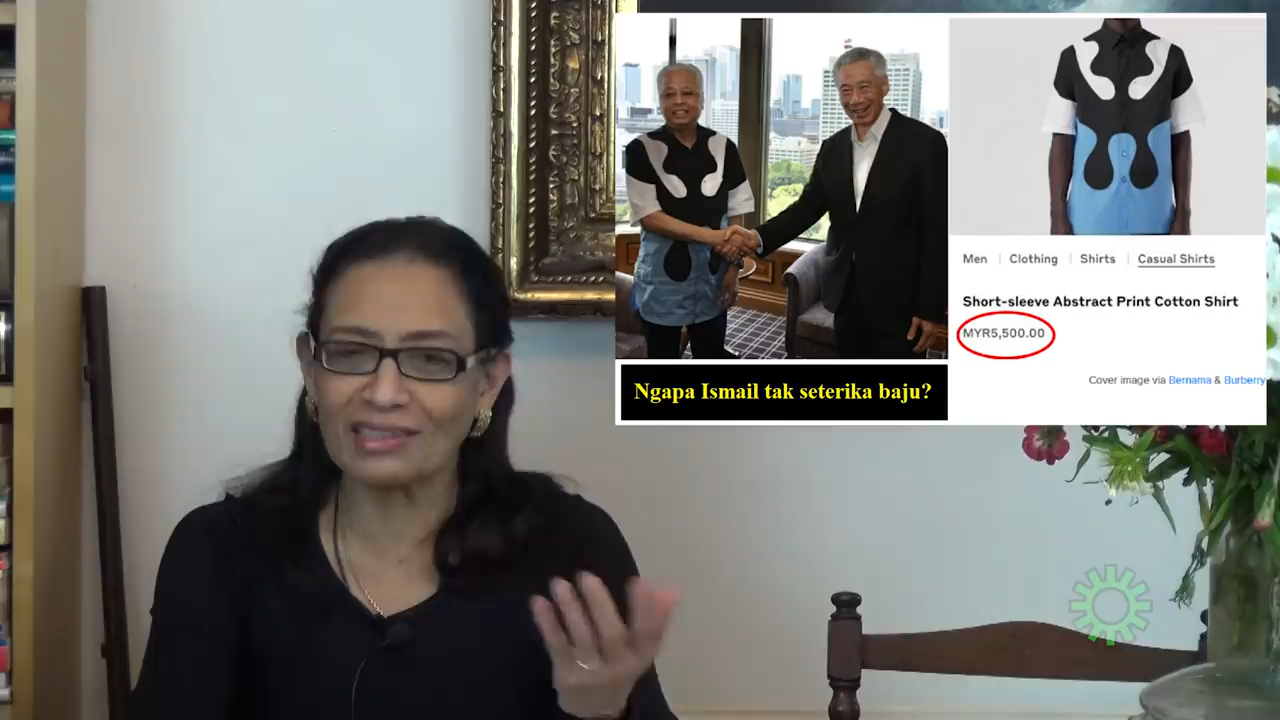 Men | Clothing | Shirts | Casual Shirts
Short-sleeve Abstract Print Cotton Shirt
MYR5,500.00
Cover image via Bernama & Burberry
Ngapa Ismail tak seterika baju?